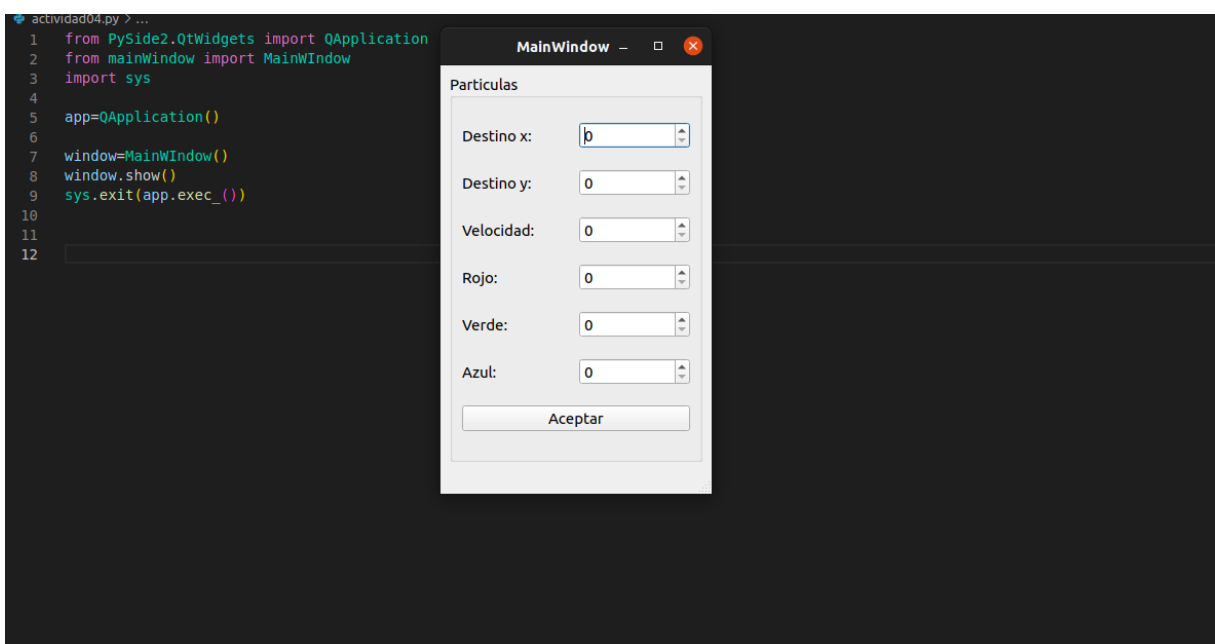 actividad04.py > ...
1 from PySide2.QtWidgets import QApplication
2 from mainWindow import MainWIndow
3 import sys
4
5 app=QApplication()
6
7 window=MainWIndow()
8 window.show()
9 sys.exit(app.exec_())
10
11
12
MainWindow
Particulas
Destino x: 0
Destino y: 0
Velocidad: 0
Rojo: 0
Verde: 0
Azul: 0
Aceptar